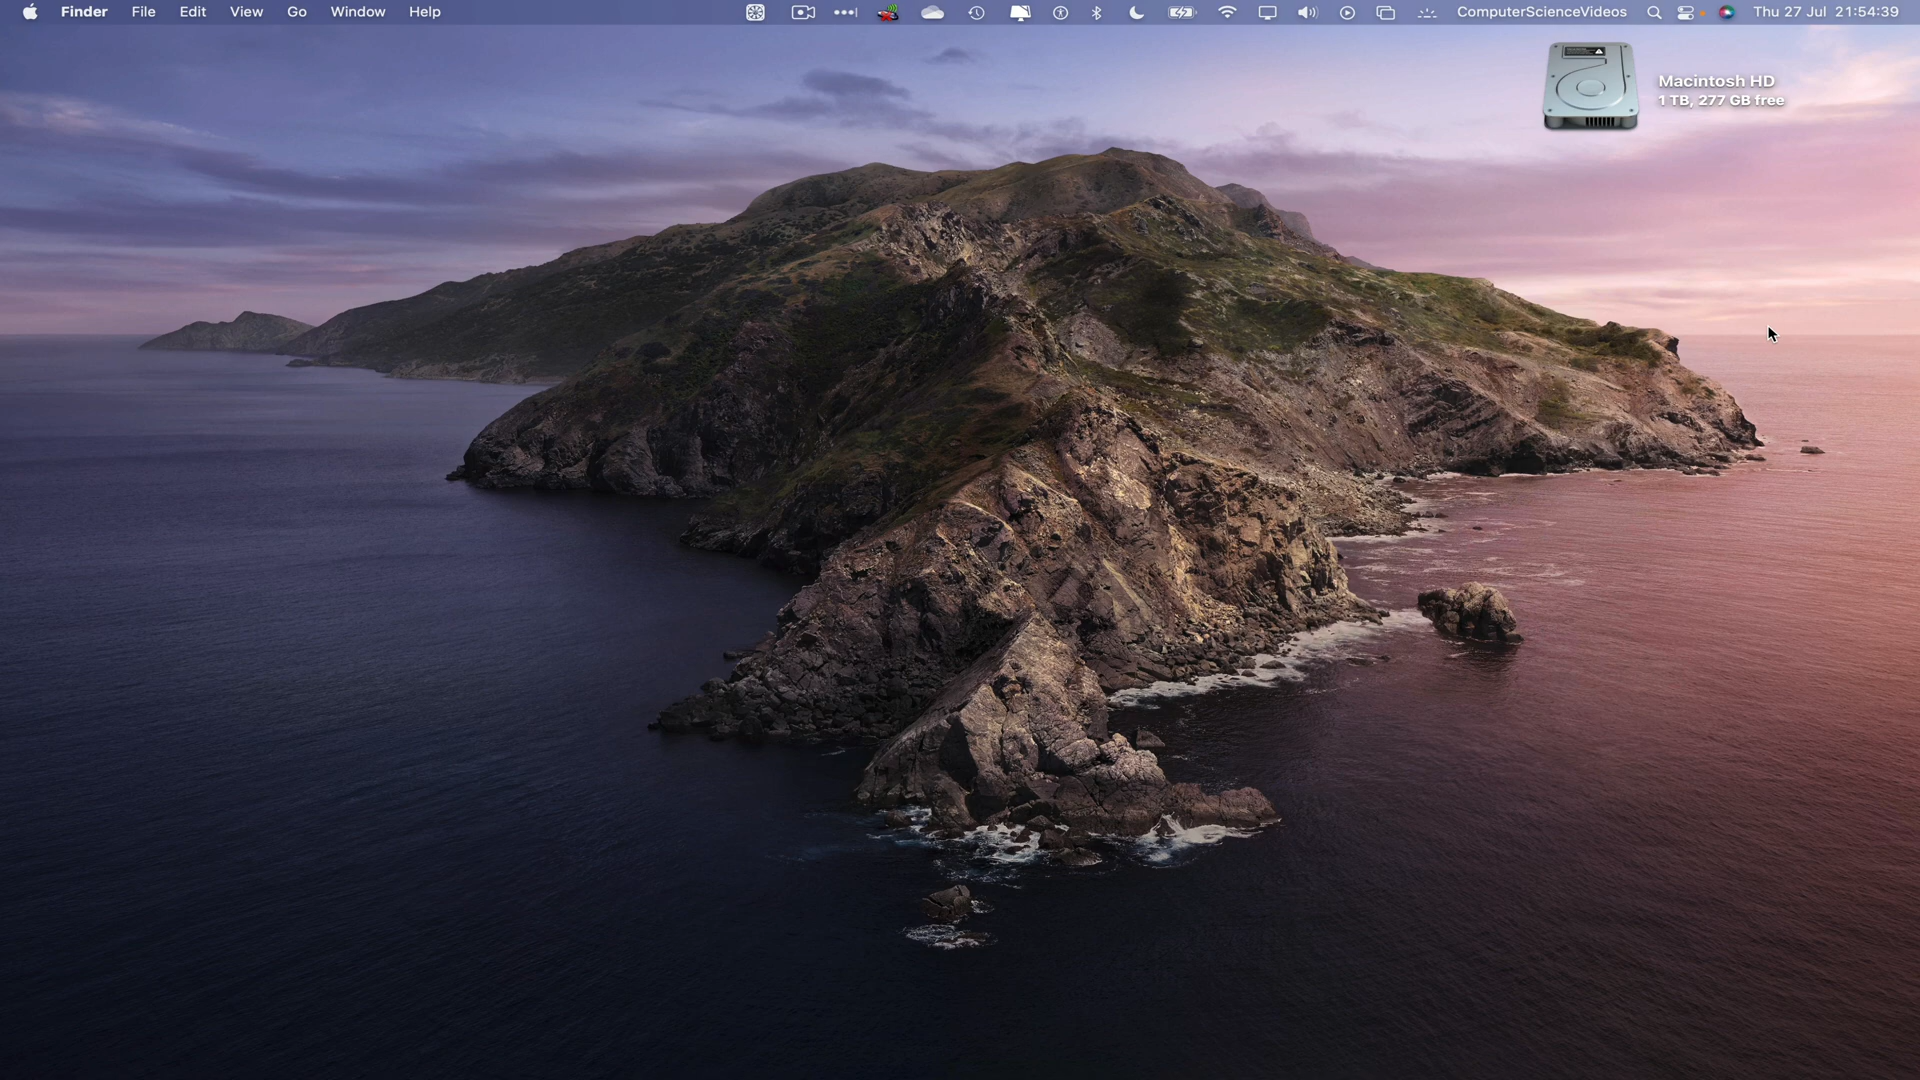 Finder File Edit View Go Window Help ComputerScienceVideos Thu 27 Jul 21:54:39
Macintosh HD
1 TB, 277 GB free